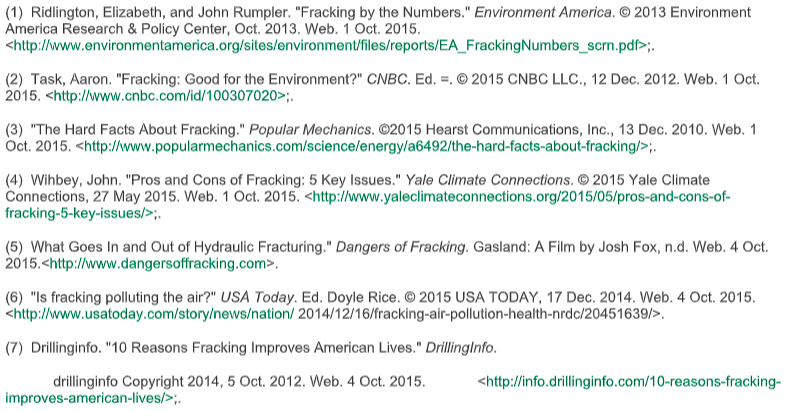 (1)  Ridlington, Elizabeth, and John Rumpler. "Fracking by the Numbers." Environment America. © 2013 Environment
America Research & Policy Center, Oct. 2013. Web. 1 Oct. 2015.
<http://www.environmentamerica.org/sites/environment/files/reports/EA_FrackingNumbers_scrn.pdf>;.
(2)  Task, Aaron. "Fracking: Good for the Environment?" CNBC. Ed. =. © 2015 CNBC LLC., 12 Dec. 2012. Web. 1 Oct.
2015. <http://www.cnbc.com/id/100307020>;.
(3)  "The Hard Facts About Fracking." Popular Mechanics. ©2015 Hearst Communications, Inc., 13 Dec. 2010. Web. 1
Oct. 2015. <http://www.popularmechanics.com/science/energy/a6492/the-hard-facts-about-fracking/>;.
(4)  Wihbey, John. "Pros and Cons of Fracking: 5 Key Issues." Yale Climate Connections. © 2015 Yale Climate
Connections, 27 May 2015. Web. 1 Oct. 2015. <http://www.yaleclimateconnections.org/2015/05/pros-and-cons-of-
fracking-5-key-issues/>;.
(5)  What Goes In and Out of Hydraulic Fracturing." Dangers of Fracking. Gasland: A Film by Josh Fox, n.d. Web. 4 Oct.
2015.<http://www.dangersoffracking.com>.
(6)  "Is fracking polluting the air?" USA Today. Ed. Doyle Rice. © 2015 USA TODAY, 17 Dec. 2014. Web. 4 Oct. 2015.
<http://www.usatoday.com/story/news/nation/ 2014/12/16/fracking-air-pollution-health-nrdc/20451639/>.
(7)  Drillinginfo. "10 Reasons Fracking Improves American Lives." DrillingInfo.
drillinginfo Copyright 2014, 5 Oct. 2012. Web. 4 Oct. 2015. <http://info.drillinginfo.com/10-reasons-fracking-
improves-american-lives/>;.